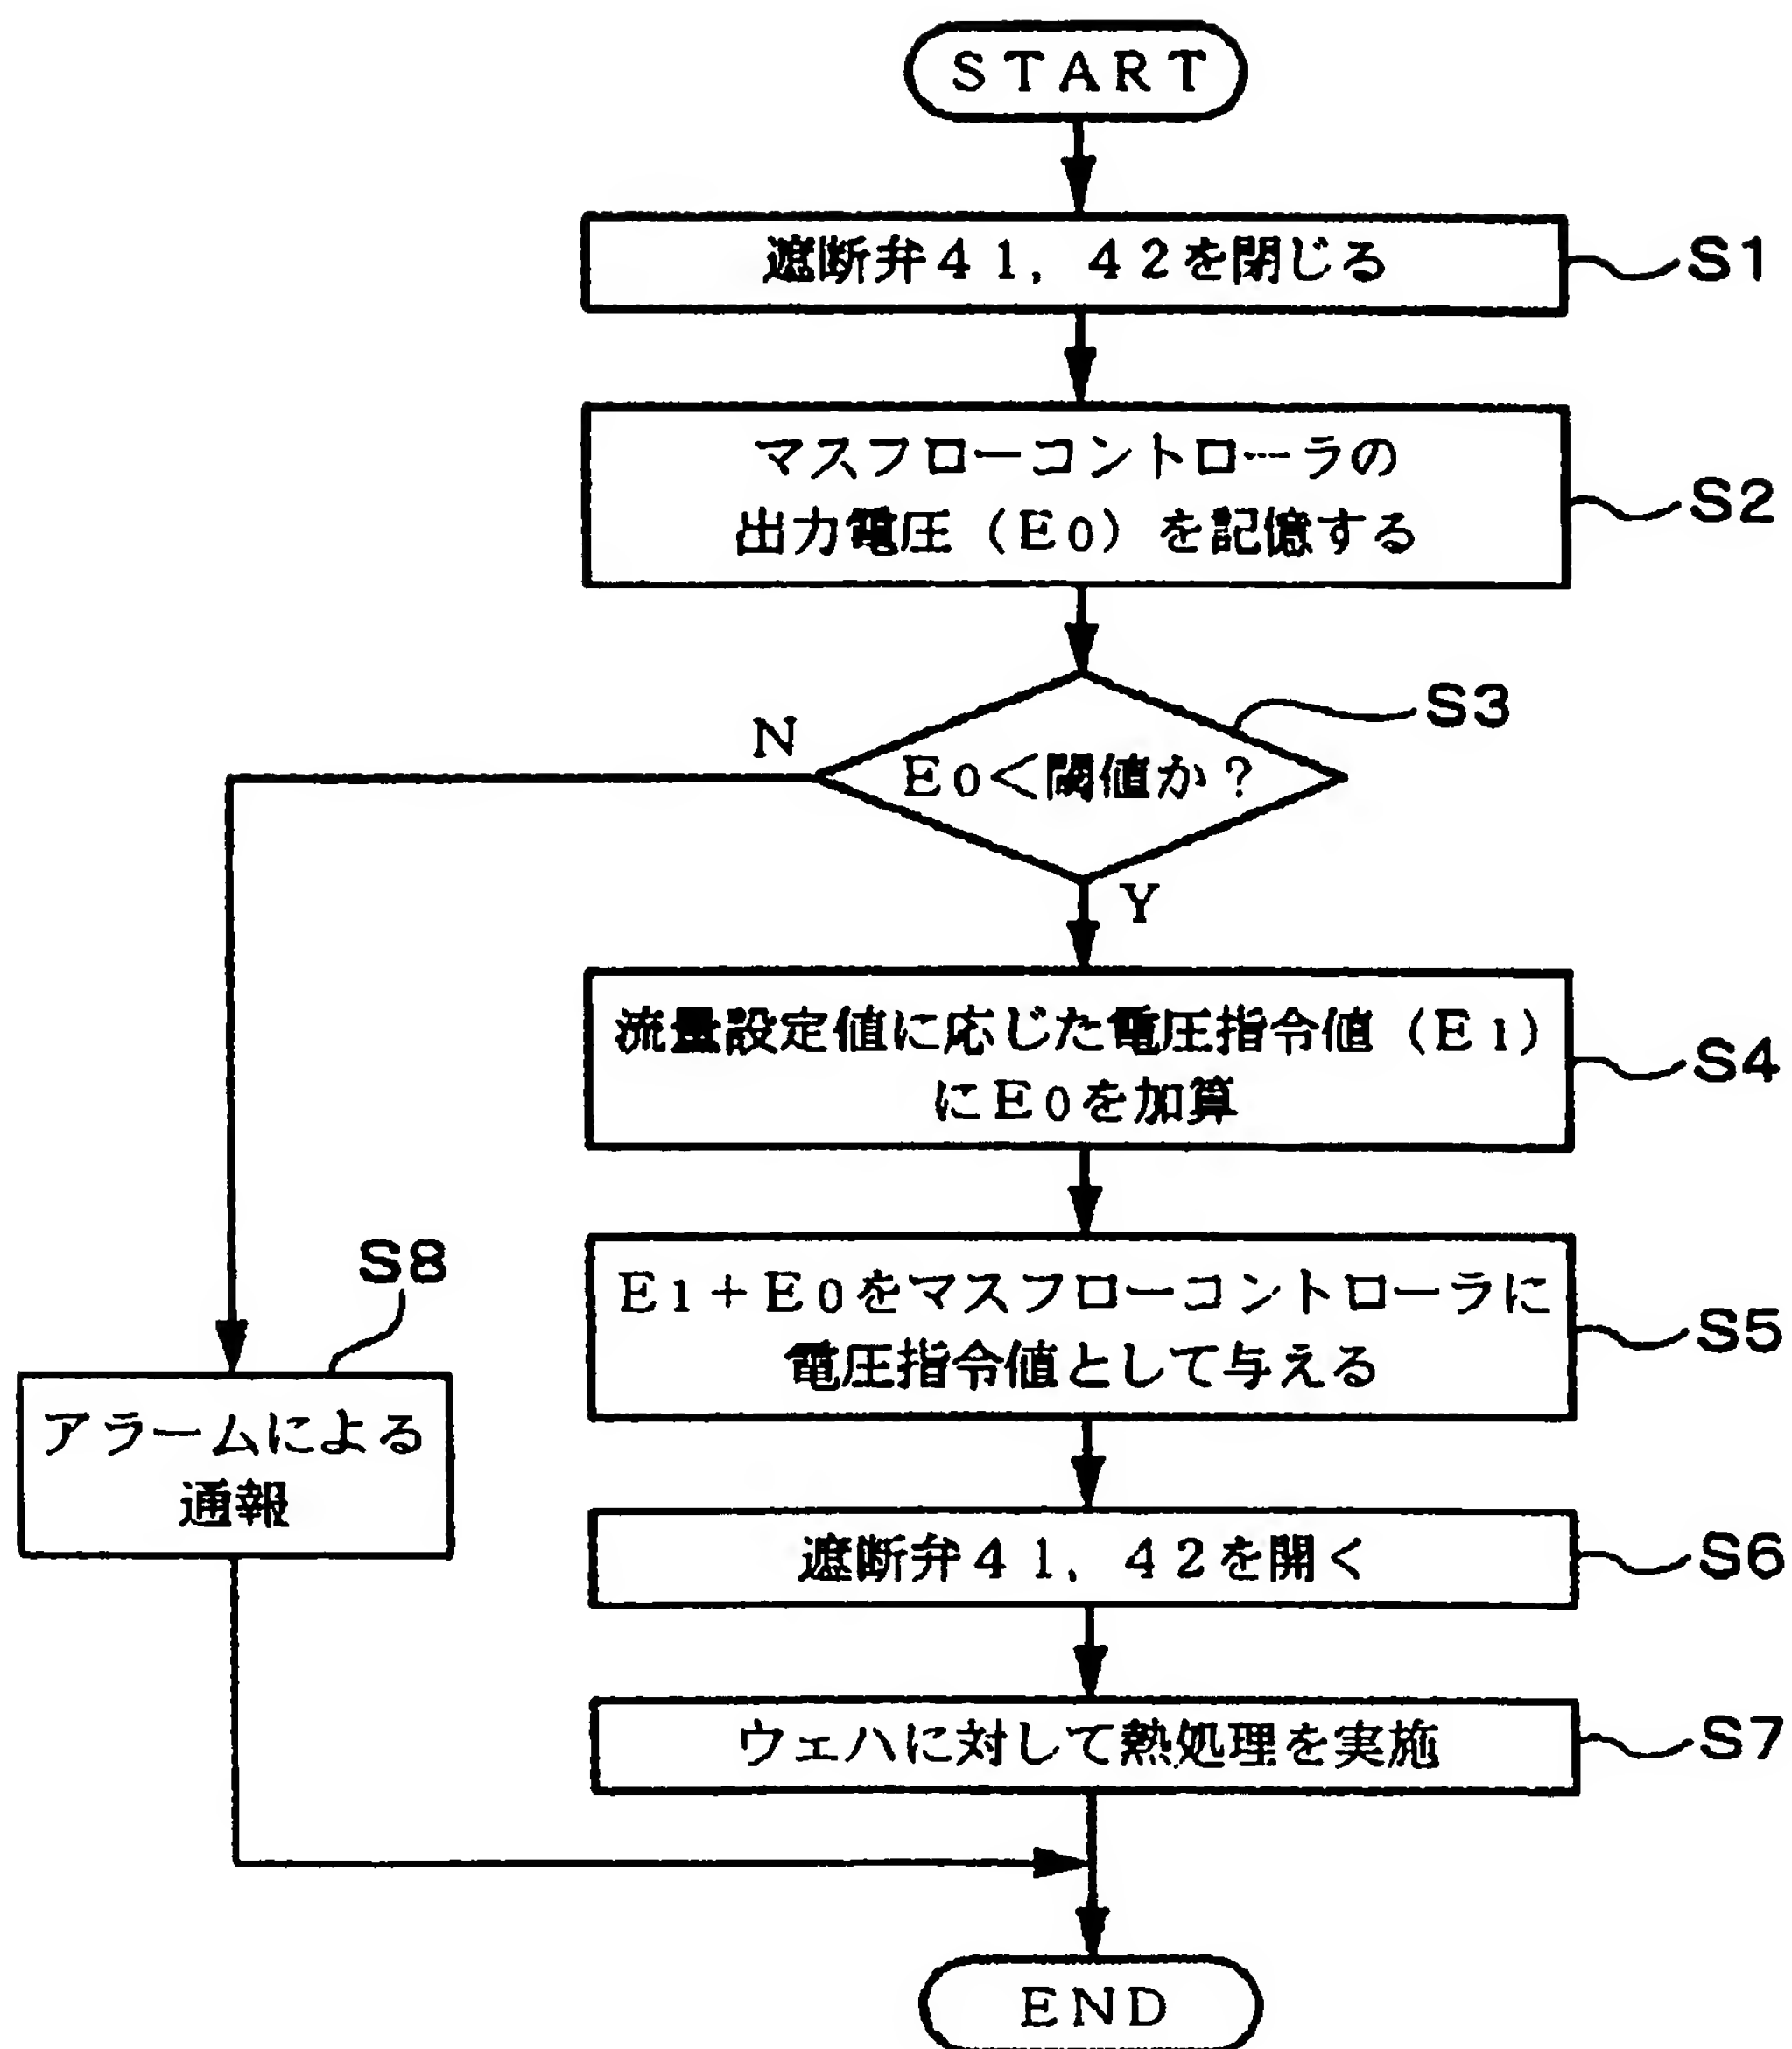 START
遮断弁４１，４２を閉じる
S1
マスフローコントローラの
出力電圧（E0）を記憶する
S2
S3
N
E0＜閾値か？
Y
流量設定値に応じた電圧指令値（E1）
にE0を加算
S4
E1＋E0をマスフローコントローラに
電圧指令値として与える
S5
S8
アラームによる
通報
遮断弁４１，４２を開く
S6
ウェハに対して熱処理を実施
S7
END